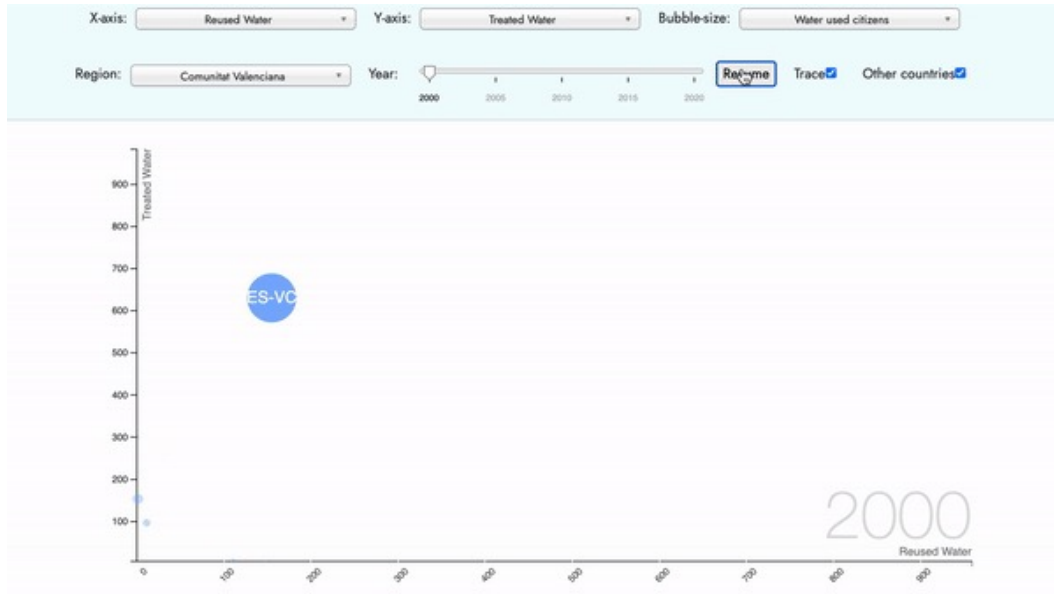 X-axis: Reused Water Y-axis: Treated Water Bubble-size: Water used citizens
Region: Comunitat Valenciana Year: Trace Other countries
2000 2005 2010 2015 2020
Treated Water
900
800
700
ES-VC
600
500
400
300
200
100
2000
Reused Water
0 100 200 300 400 500 600 700 800 900